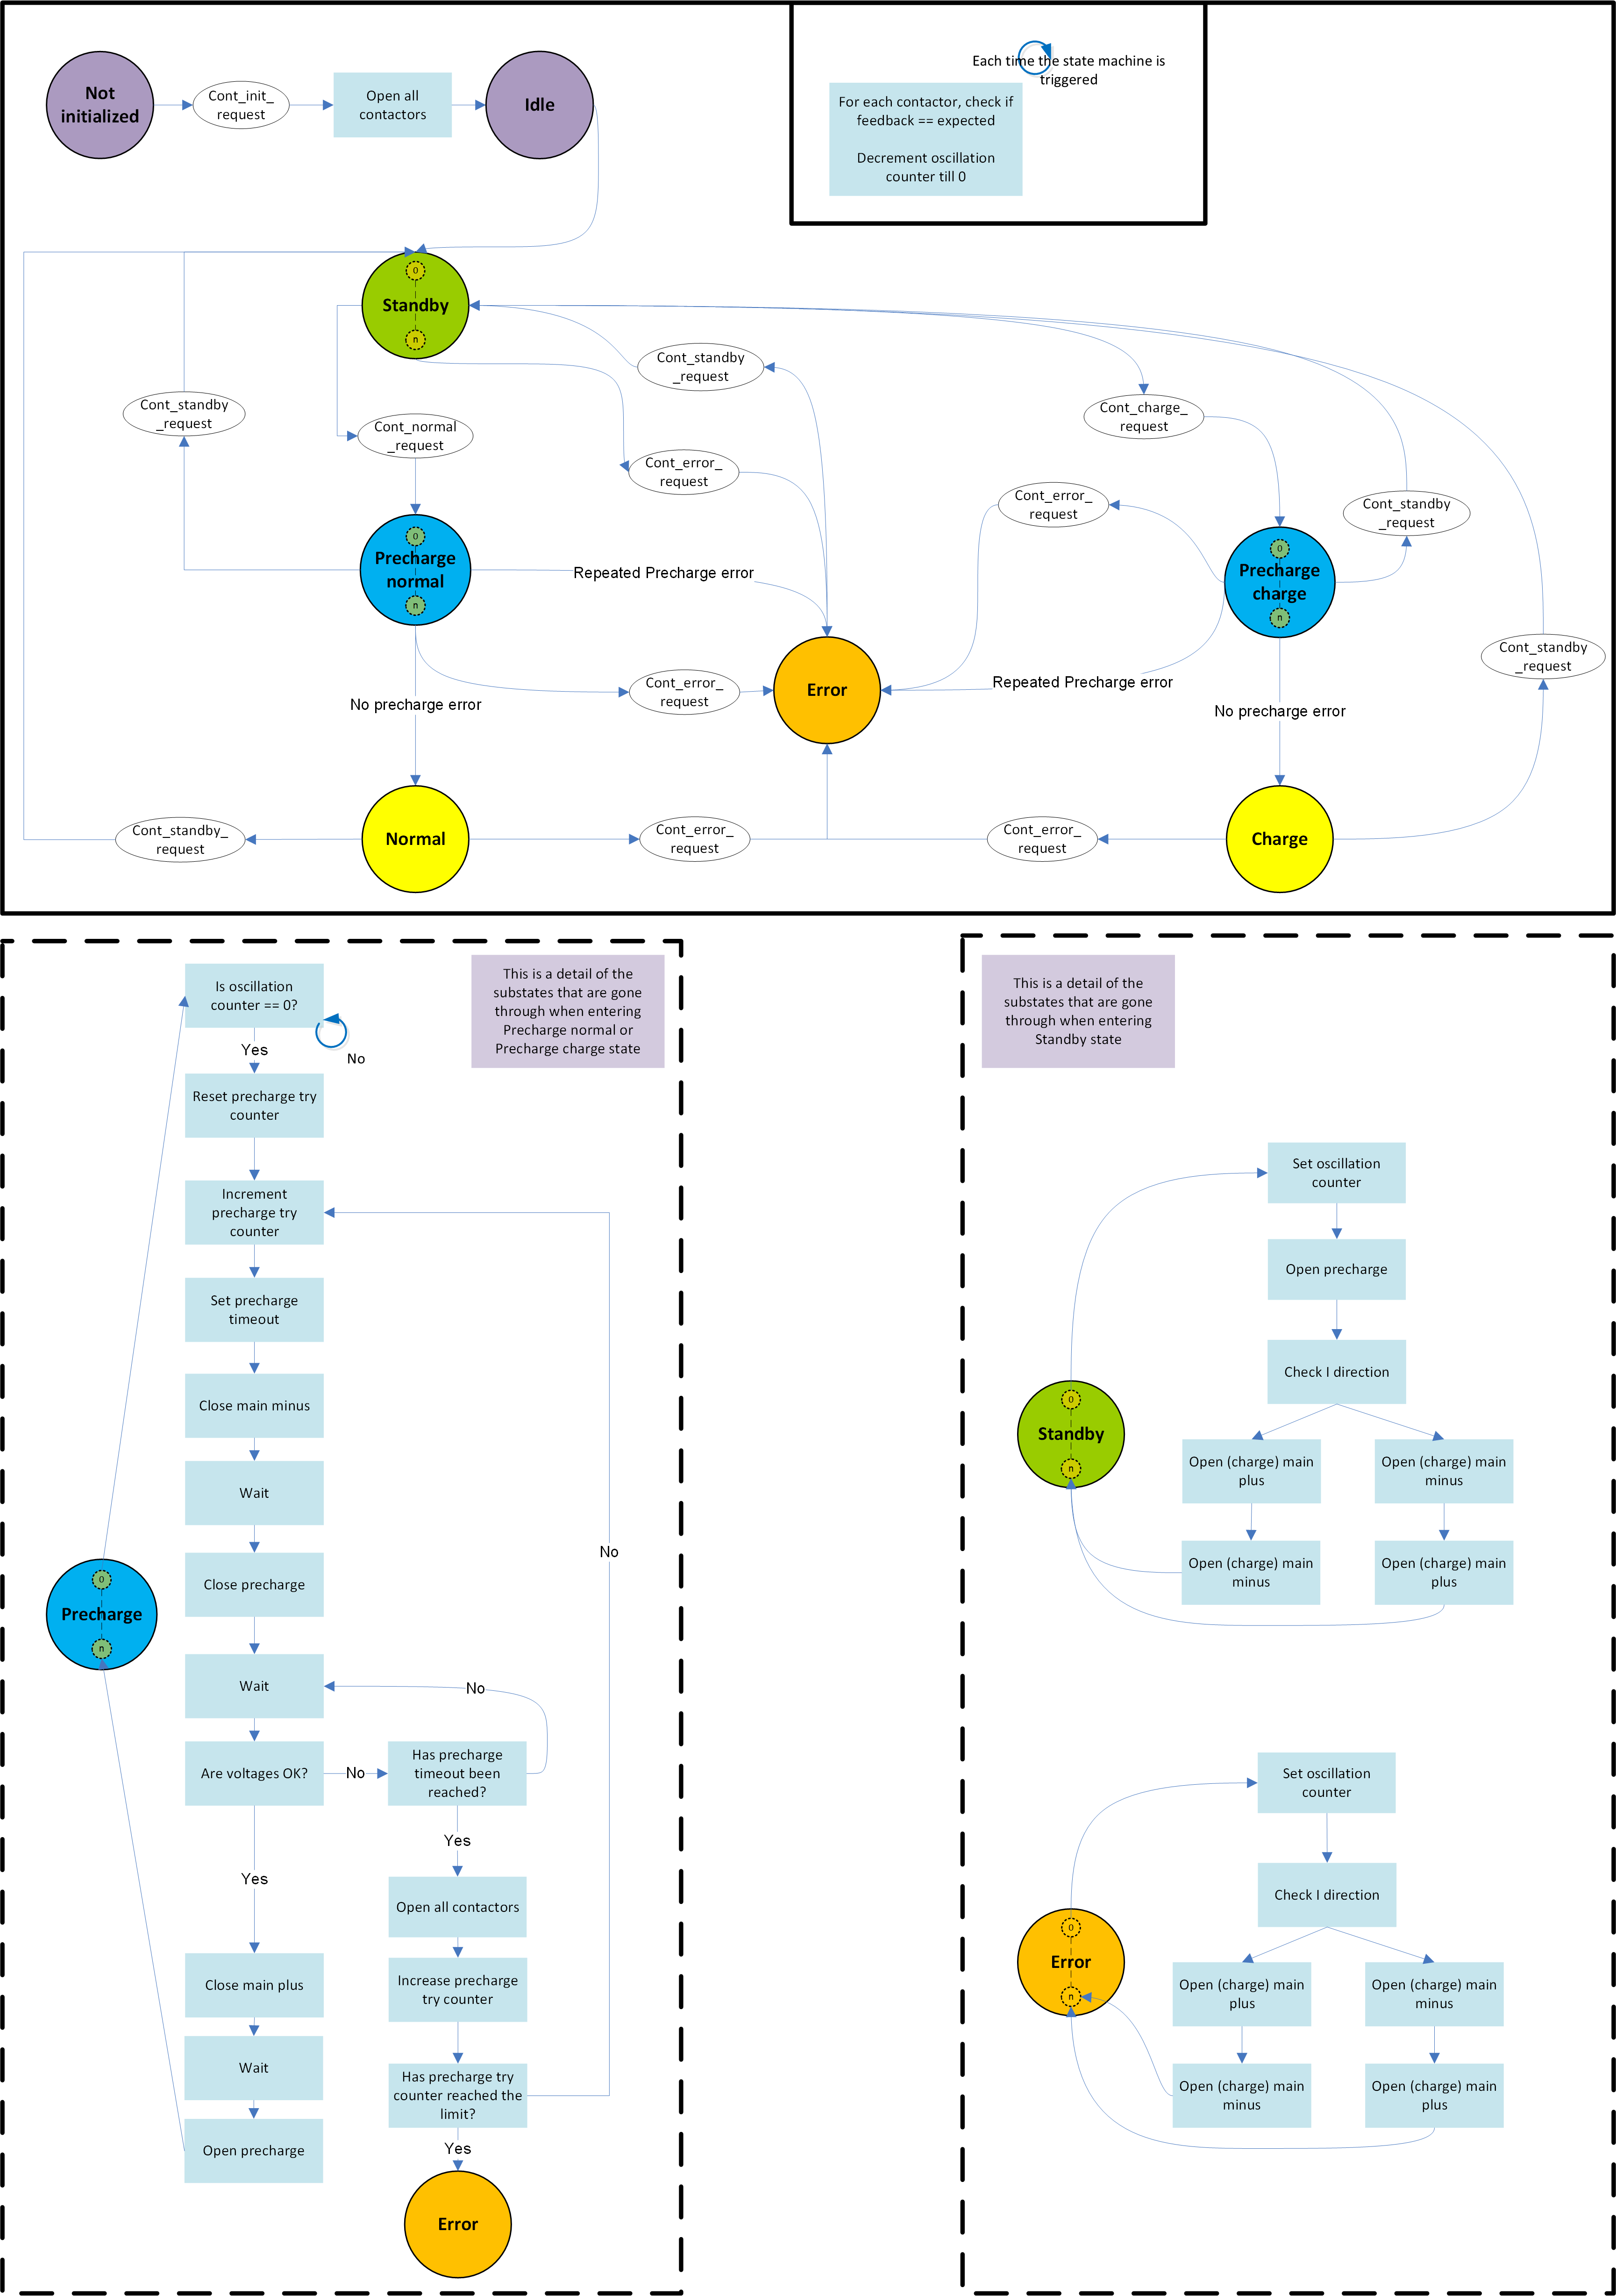 Not
initialized
Cont_init_
request
Open all
contactors
Idle
Each time the state machine is
triggered
For each contactor, check if
feedback == expected
Decrement oscillation
counter till 0
0
Standby
n
Cont_standby
_request
Cont_standby
_request
Cont_normal
_request
Cont_error_
request
Cont_charge_
request
Cont_error_
request
Cont_standby
_request
0
Precharge
normal
n
Repeated Precharge error
0
Precharge
charge
n
Cont_standby
_request
Cont_error_
request
Error
Repeated Precharge error
No precharge error
No precharge error
Cont_standby_
request
Normal
Cont_error_
request
Cont_error_
request
Charge
Is oscillation
counter == 0?
No
Yes
This is a detail of the
substates that are gone
through when entering
Precharge normal or
Precharge charge state
Reset precharge try
counter
Increment
precharge try
counter
Set precharge
timeout
Close main minus
Wait
Close precharge
No
0
Precharge
n
Wait
No
Are voltages OK?
No
Has precharge
timeout been
reached?
Yes
Yes
Open all contactors
Increase precharge
try counter
Close main plus
Wait
Has precharge try
counter reached the
limit?
Open precharge
Yes
Error
This is a detail of the
substates that are gone
through when entering
Standby state
Set oscillation
counter
Open precharge
Check I direction
0
Standby
n
Open (charge) main
plus
Open (charge) main
minus
Open (charge) main
minus
Open (charge) main
plus
Set oscillation
counter
Check I direction
0
Error
n
Open (charge) main
plus
Open (charge) main
minus
Open (charge) main
minus
Open (charge) main
plus